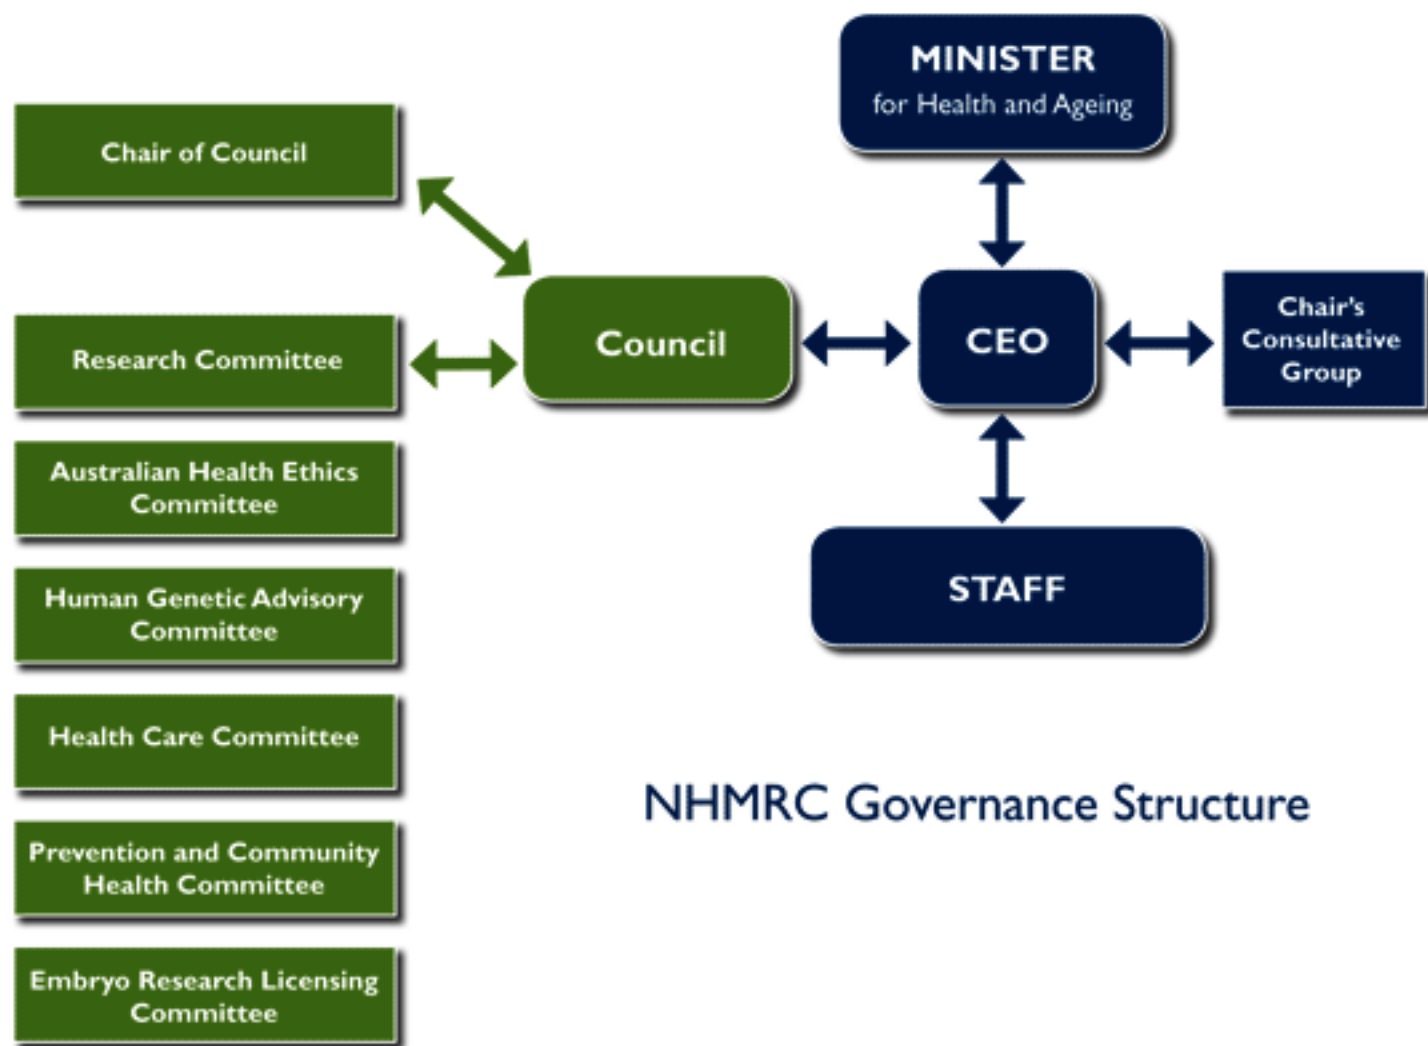 MINISTER
for Health and Ageing
Chair of Council
Research Committee
Council
CEO
Chair's
Consultative
Group
Australian Health Ethics
Committee
STAFF
Human Genetic Advisory
Committee
Health Care Committee
NHMRC Governance Structure
Prevention and Community
Health Committee
Embryo Research Licensing
Committee